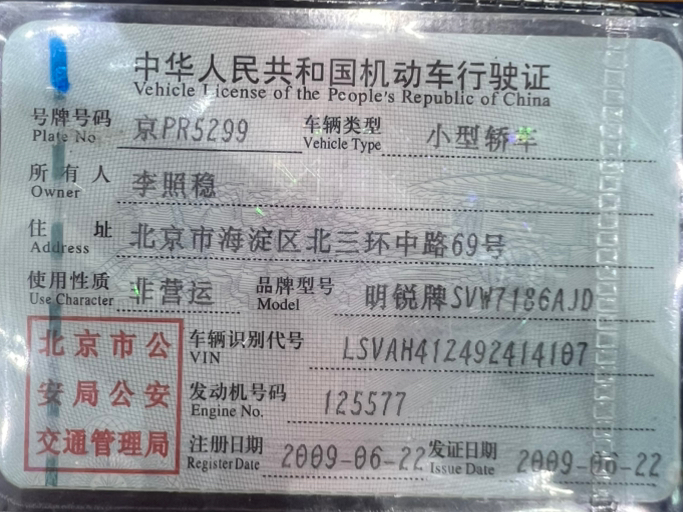 中华人民共和国机动车行驶证
Vehicle License of the People's Republic of China
号牌号码 京PR5299 车辆类型 小型轿车
Plate No. Vehicle Type
所有人 李照稳
Owner
住址 北京市海淀区北三环中路69号
Address
使用性质 非营运 品牌型号 明锐牌SVW7186AJD
Use Character Model
北京市公安局公安交通管理局
车辆识别代号 LSVAH412492414107
VIN
发动机号码 125577
Engine No.
注册日期 2009-06-22 发证日期 2009-06-22
Register Date Issue Date